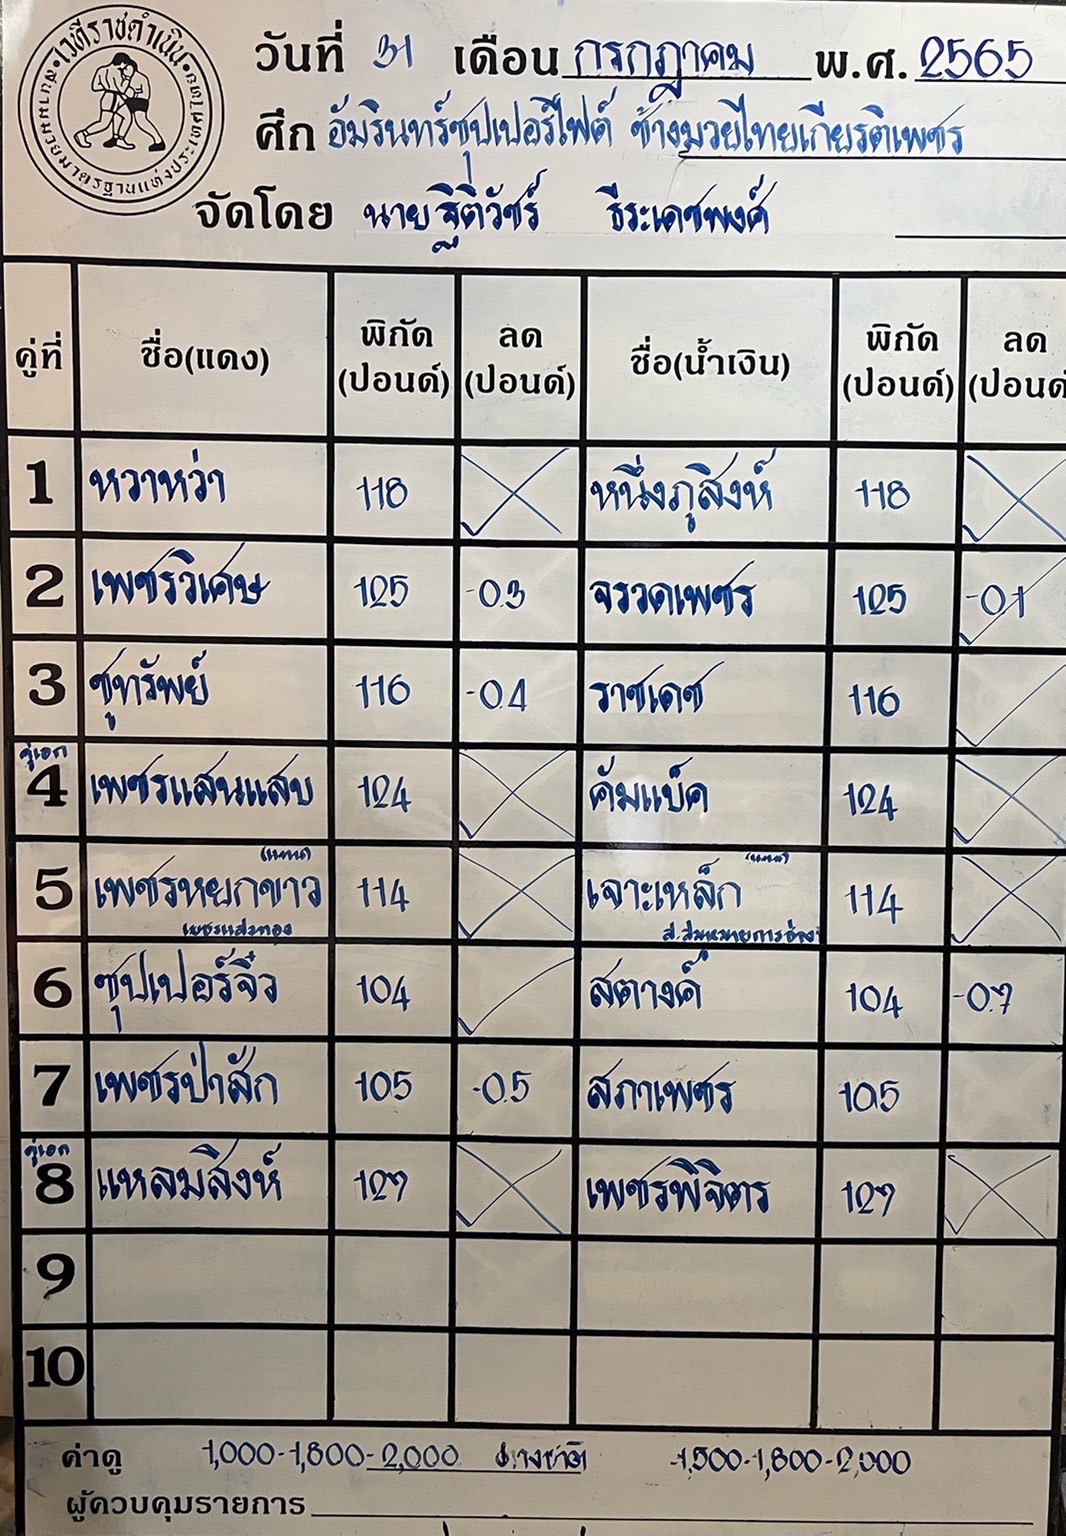 เวทีราชดำเนิน
สนามมวยมาตรฐานแห่งประเทศไทย
วันที่ 31 เดือน กรกฎาคม พ.ศ. 2565
ศึก อัมรินทร์ซุปเปอร์ไฟต์ ช้างมวยไทยเกียรติเพชร
จัดโดย นายฐิติวัชร์ ธีระเดชพงศ์
คู่ที่ ชื่อ(แดง) พิกัด (ปอนด์) ลด (ปอนด์) ชื่อ(น้ำเงิน) พิกัด (ปอนด์) ลด (ปอนด์
1 หวาหว่า 118 หนึ่งภูสิงห์ 118
2 เพชรวิเศษ 125 -0.3 จรวดเพชร 125 -0.1
3 ชูทรัพย์ 116 -0.4 ราชเดช 116
คู่เอก
4 เพชรแสนแสบ 124 คัมแบ็ค 124
(แทน) (แทน)
5 เพชรหยกขาว 114 เจาะเหล็ก 114
เพชรแสงทอง ส.สมหมายการช่าง
6 ซุปเปอร์จิ๋ว 104 สตางค์ 104 -0.7
7 เพชรป่าสัก 105 -0.5 สภาเพชร 105
คู่เอก
8 แหลมสิงห์ 127 เพชรพิจิตร 127
9
10
ค่าดู 1,000-1,800-2,000 ต่างชาติ 1,500-1,800-2,000
ผู้ควบคุมรายการ